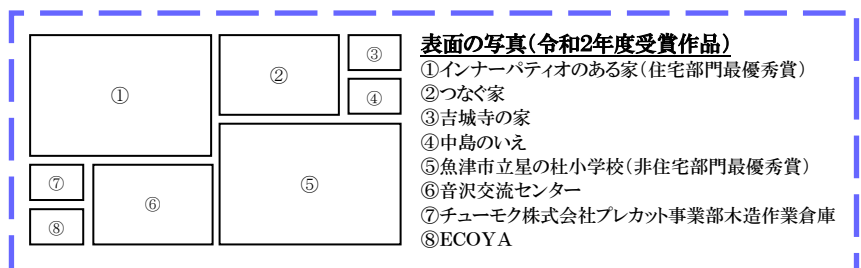 ①
②
③
④
⑤
⑥
⑦
⑧
表面の写真(令和2年度受賞作品)
①インナーパティオのある家(住宅部門最優秀賞)
②つなぐ家
③吉城寺の家
④中島のいえ
⑤魚津市立星の杜小学校(非住宅部門最優秀賞)
⑥音沢交流センター
⑦チューモク株式会社プレカット事業部木造作業倉庫
⑧ECOYA